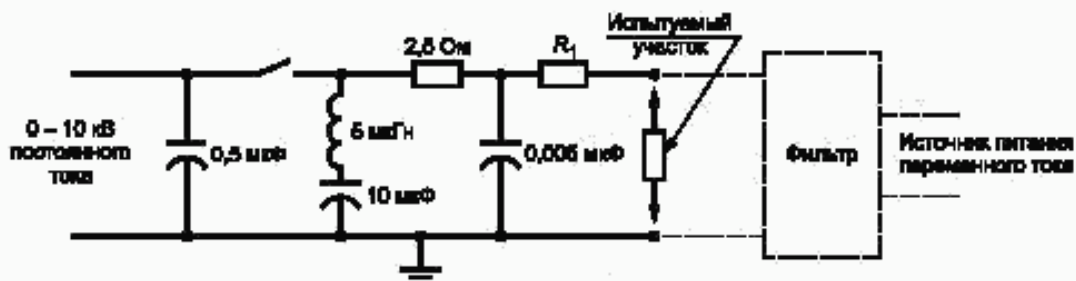 Испытуемый
участок
2,5 Ом
R1
0 – 10 кВ
постоянного
тока
0,5 мкФ
5 мкГн
10 мкФ
0,005 мкФ
Фильтр
Источник питания
переменного тока